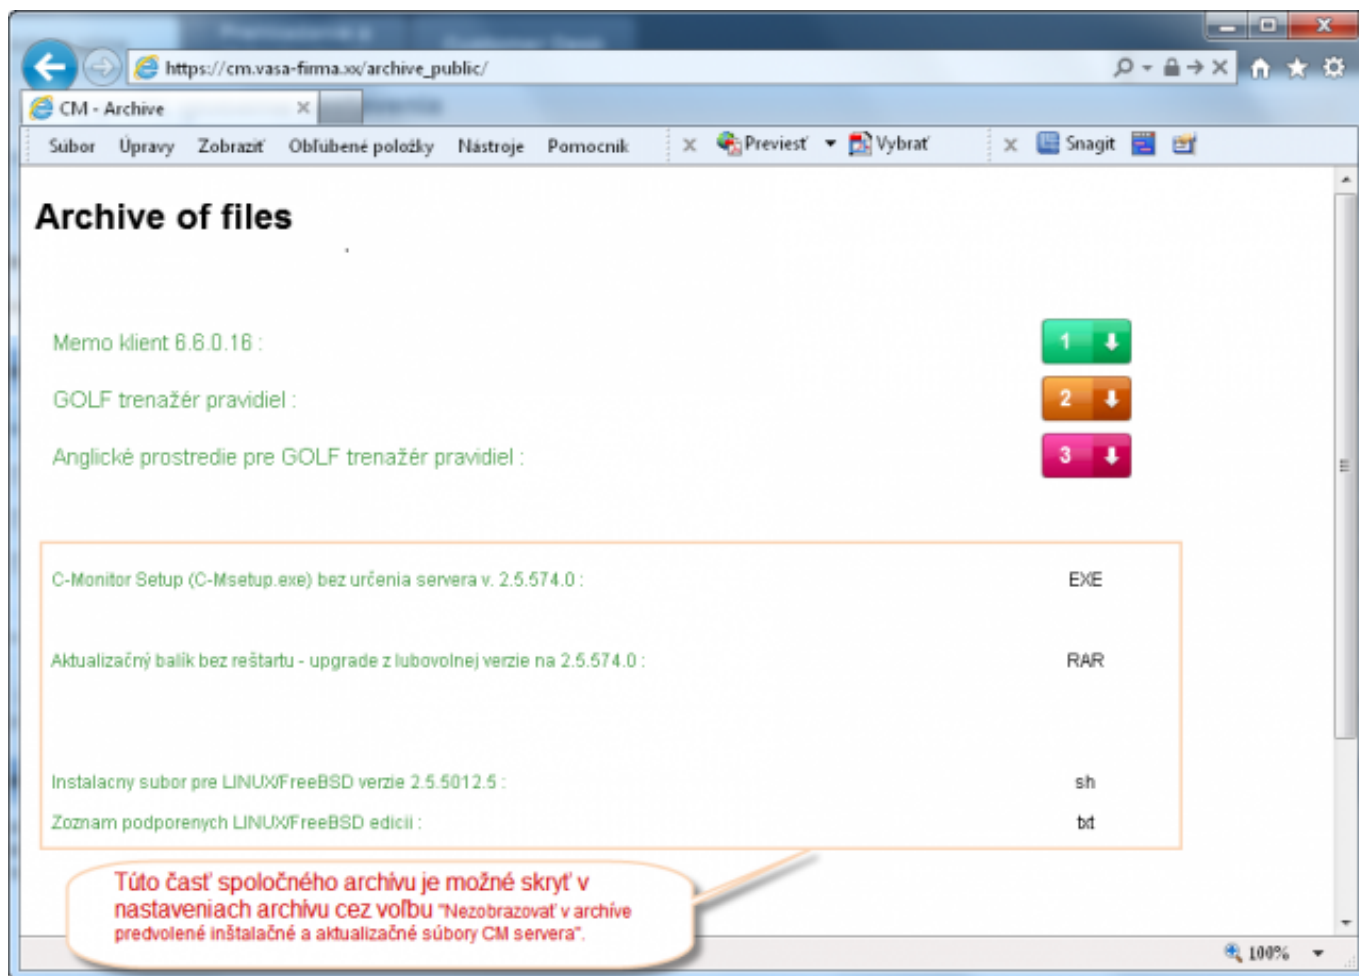 https://cm.vasa-firma.xx/archive_public/
CM - Archive
Súbor Úpravy Zobraziť Obľúbené položky Nástroje Pomocník x Previesť Vybrať x Snagit
Archive of files
Memo klient 6.6.0.16 : 1
GOLF trenažér pravidiel : 2
Anglické prostredie pre GOLF trenažér pravidiel : 3
C-Monitor Setup (C-Msetup.exe) bez určenia servera v. 2.5.574.0 : EXE
Aktualizačný balík bez reštartu - upgrade z lubovolnej verzie na 2.5.574.0 : RAR
Instalacny subor pre LINUX/FreeBSD verzie 2.5.5012.5 : sh
Zoznam podporenych LINUX/FreeBSD edicii : txt
Túto časť spoločného archívu je možné skryť v
nastaveniach archívu cez voľbu "Nezobrazovať v archíve
predvolené inštalačné a aktualizačné súbory CM servera".
100%